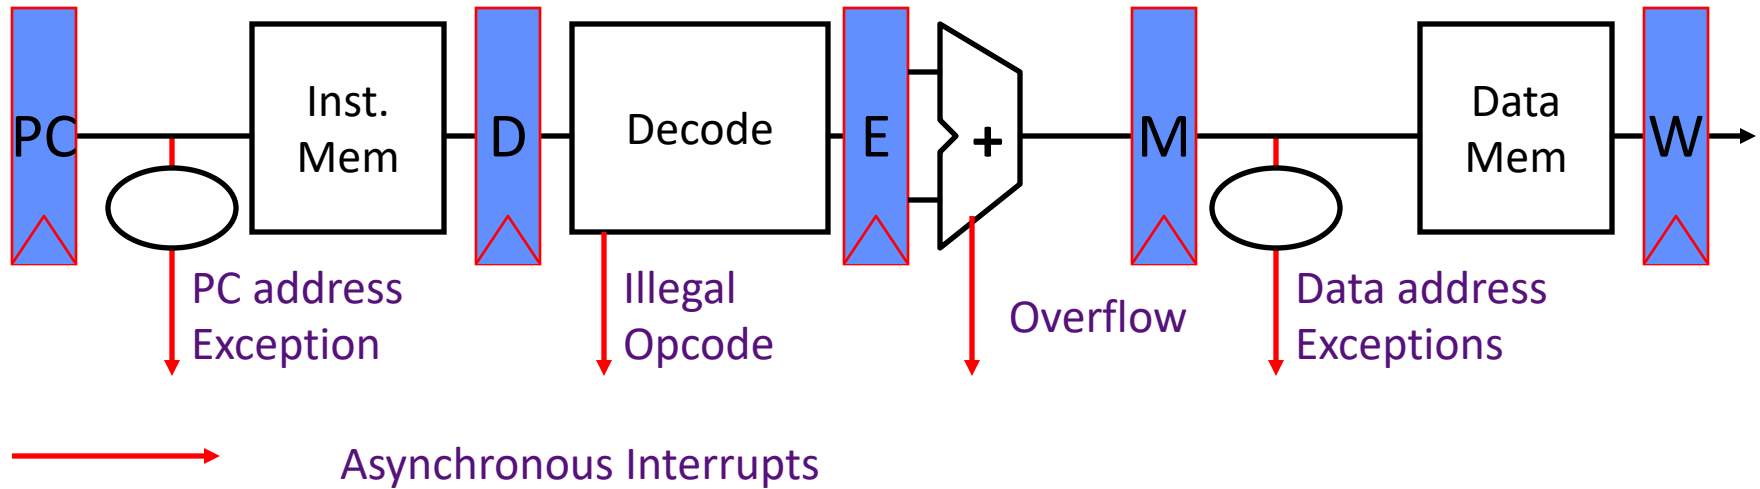 PC
Inst.
Mem
D
Decode
E
+
M
Data
Mem
W
PC address
Exception
Illegal
Opcode
Overflow
Data address
Exceptions
Asynchronous Interrupts